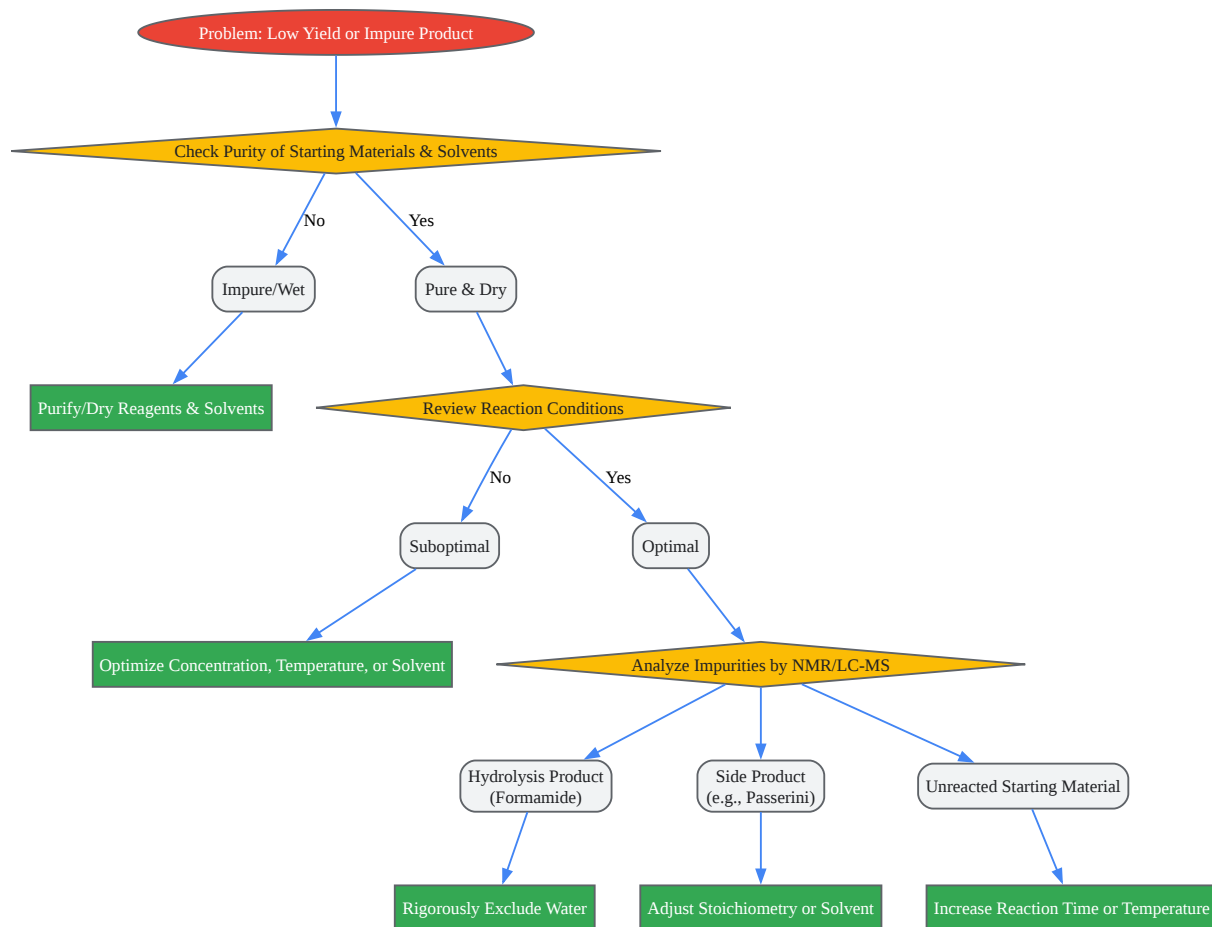 Problem: Low Yield or Impure Product
Check Purity of Starting Materials & Solvents
No
Yes
Impure/Wet
Pure & Dry
Purify/Dry Reagents & Solvents
Review Reaction Conditions
No
Yes
Suboptimal
Optimal
Optimize Concentration, Temperature, or Solvent
Analyze Impurities by NMR/LC-MS
Hydrolysis Product
(Formamide)
Side Product
(e.g., Passerini)
Unreacted Starting Material
Rigorously Exclude Water
Adjust Stoichiometry or Solvent
Increase Reaction Time or Temperature